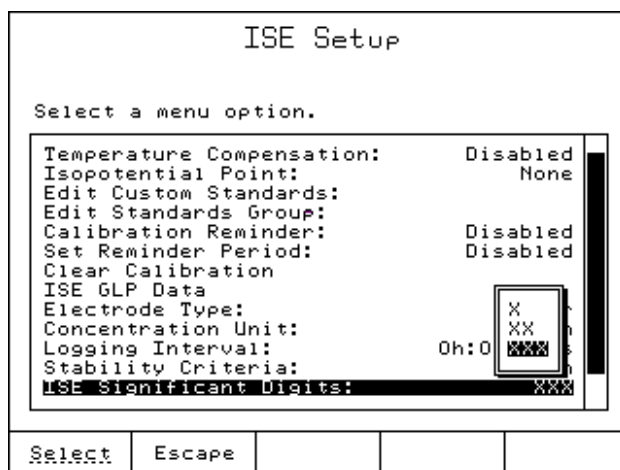 ISE Setup
Select a menu option.
Temperature Compensation: Disabled
Isopotential Point: None
Edit Custom Standards:
Edit Standards Group:
Calibration Reminder: Disabled
Set Reminder Period: Disabled
Clear Calibration
ISE GLP Data
Electrode Type:
Concentration Unit:
Logging Interval: 0h:0
Stability Criteria:
ISE Significant Digits: XXX
X
XX
XXX
Select Escape